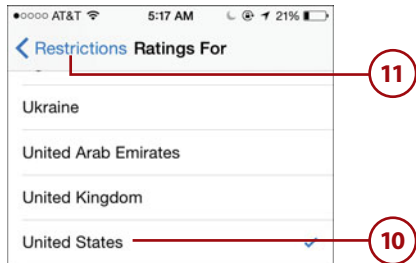 AT&T 5:17 AM 21%
Restrictions Ratings For
11
Ukraine
United Arab Emirates
United Kingdom
United States
10